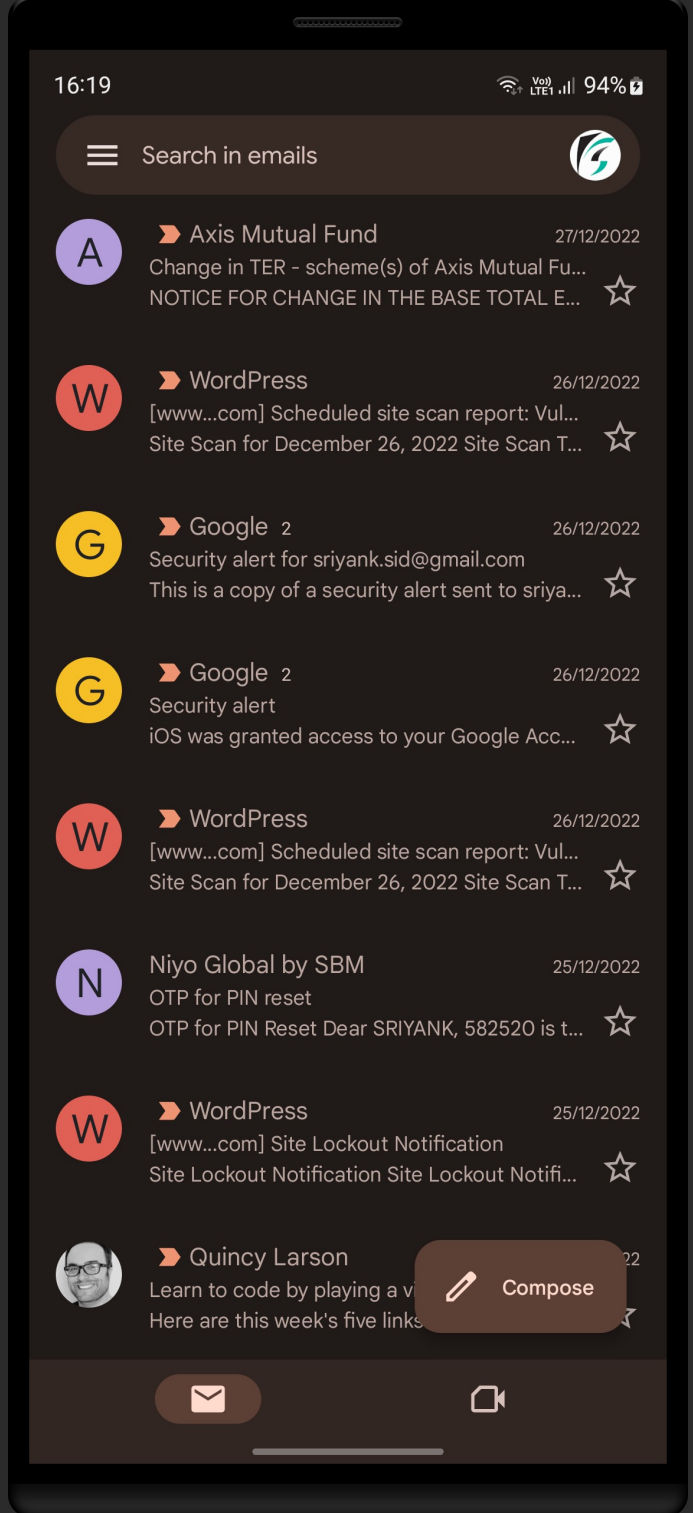 16:19
Vo)) LTE1 94%
Search in emails
A
Axis Mutual Fund 27/12/2022
Change in TER - scheme(s) of Axis Mutual Fu...
NOTICE FOR CHANGE IN THE BASE TOTAL E...
W
WordPress 26/12/2022
[www...com] Scheduled site scan report: Vul...
Site Scan for December 26, 2022 Site Scan T...
G
Google 2 26/12/2022
Security alert for sriyank.sid@gmail.com
This is a copy of a security alert sent to sriya...
G
Google 2 26/12/2022
Security alert
iOS was granted access to your Google Acc...
W
WordPress 26/12/2022
[www...com] Scheduled site scan report: Vul...
Site Scan for December 26, 2022 Site Scan T...
N
Niyo Global by SBM 25/12/2022
OTP for PIN reset
OTP for PIN Reset Dear SRIYANK, 582520 is t...
W
WordPress 25/12/2022
[www...com] Site Lockout Notification
Site Lockout Notification Site Lockout Notifi...
Quincy Larson 22
Learn to code by playing a vi
Here are this week's five links
Compose